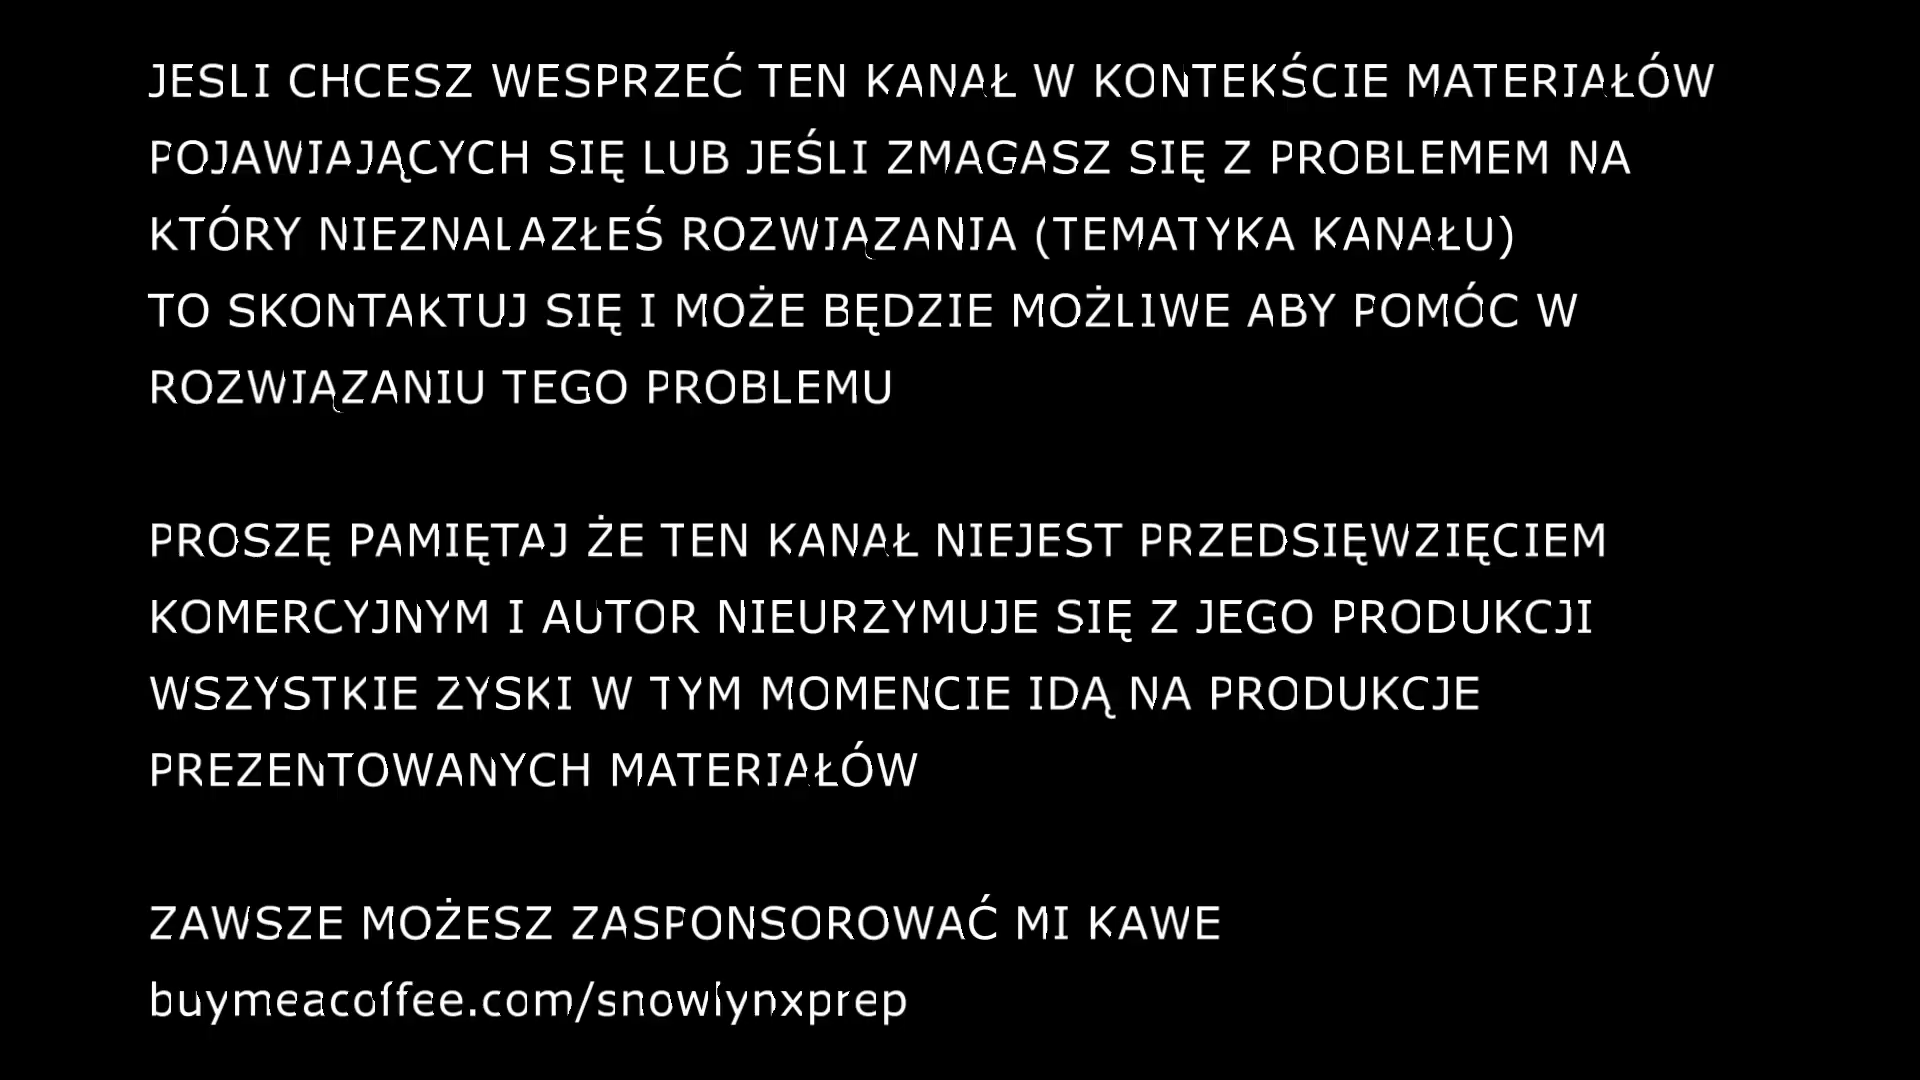 JESLI CHCESZ WESPRZEĆ TEN KANAŁ W KONTEKŚCIE MATERIAŁÓW
POJAWIAJĄCYCH SIĘ LUB JEŚLI ZMAGASZ SIĘ Z PROBLEMEM NA
KTÓRY NIEZNALAZŁEŚ ROZWIĄZANIA (TEMATYKA KANAŁU)
TO SKONTAKTUJ SIĘ I MOŻE BĘDZIE MOŻLIWE ABY POMÓC W
ROZWIĄZANIU TEGO PROBLEMU
PROSZĘ PAMIĘTAJ ŻE TEN KANAŁ NIEJEST PRZEDSIĘWZIĘCIEM
KOMERCYJNYM I AUTOR NIEURZYMUJE SIĘ Z JEGO PRODUKCJI
WSZYSTKIE ZYSKI W TYM MOMENCIE IDĄ NA PRODUKCJE
PREZENTOWANYCH MATERIAŁÓW
ZAWSZE MOŻESZ ZASPONSOROWAĆ MI KAWE
buymeacoffee.com/snowlynxprep